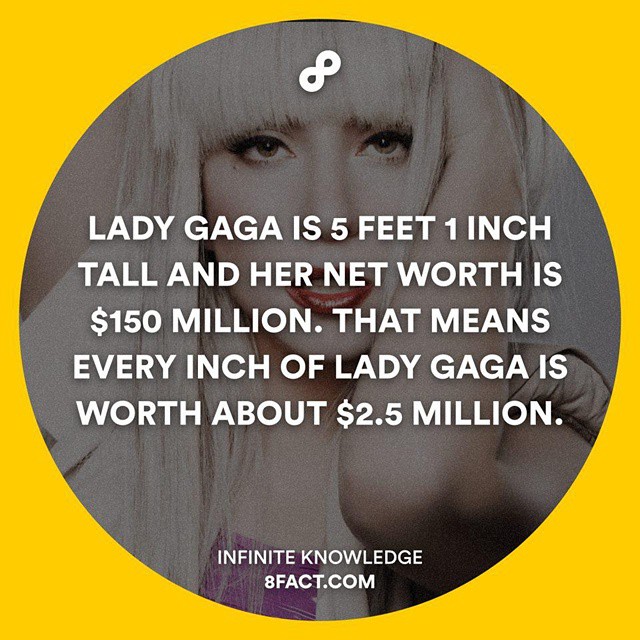 LADY GAGA IS 5 FEET 1 INCH
TALL AND HER NET WORTH IS
$150 MILLION. THAT MEANS
EVERY INCH OF LADY GAGA IS
WORTH ABOUT $2.5 MILLION.
INFINITE KNOWLEDGE
8FACT.COM